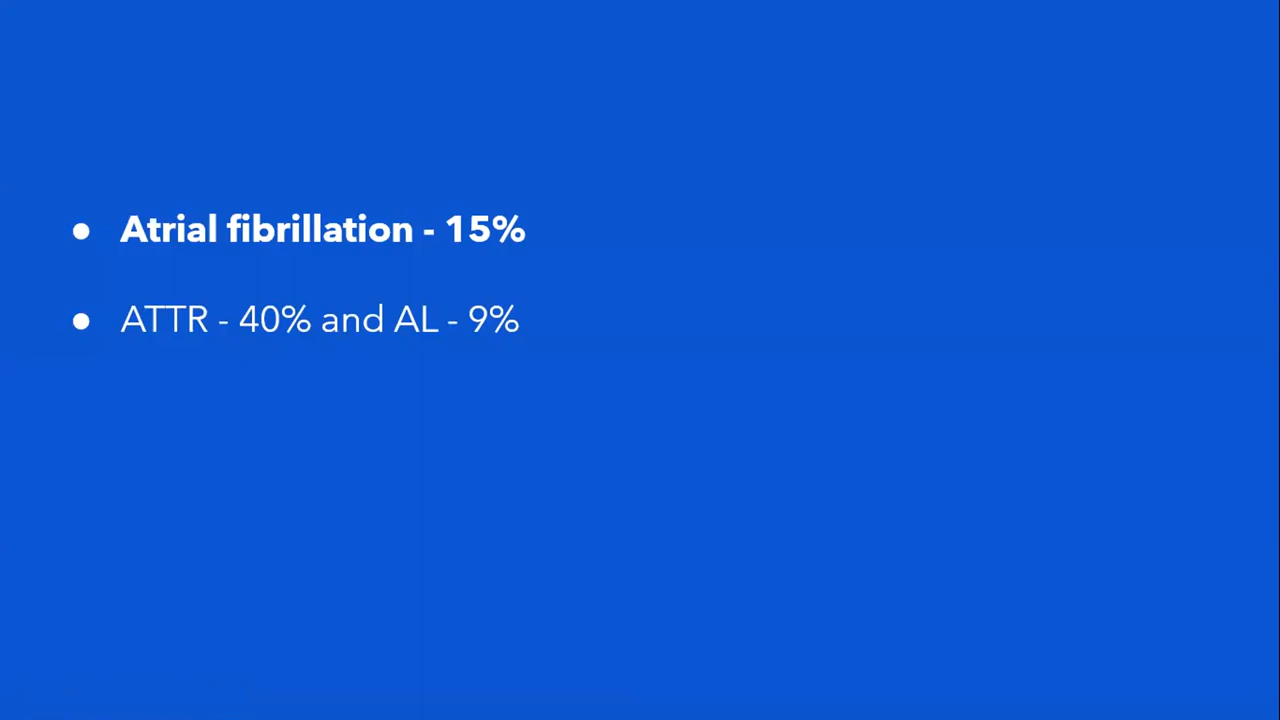 ● Atrial fibrillation - 15%
● ATTR - 40% and AL - 9%